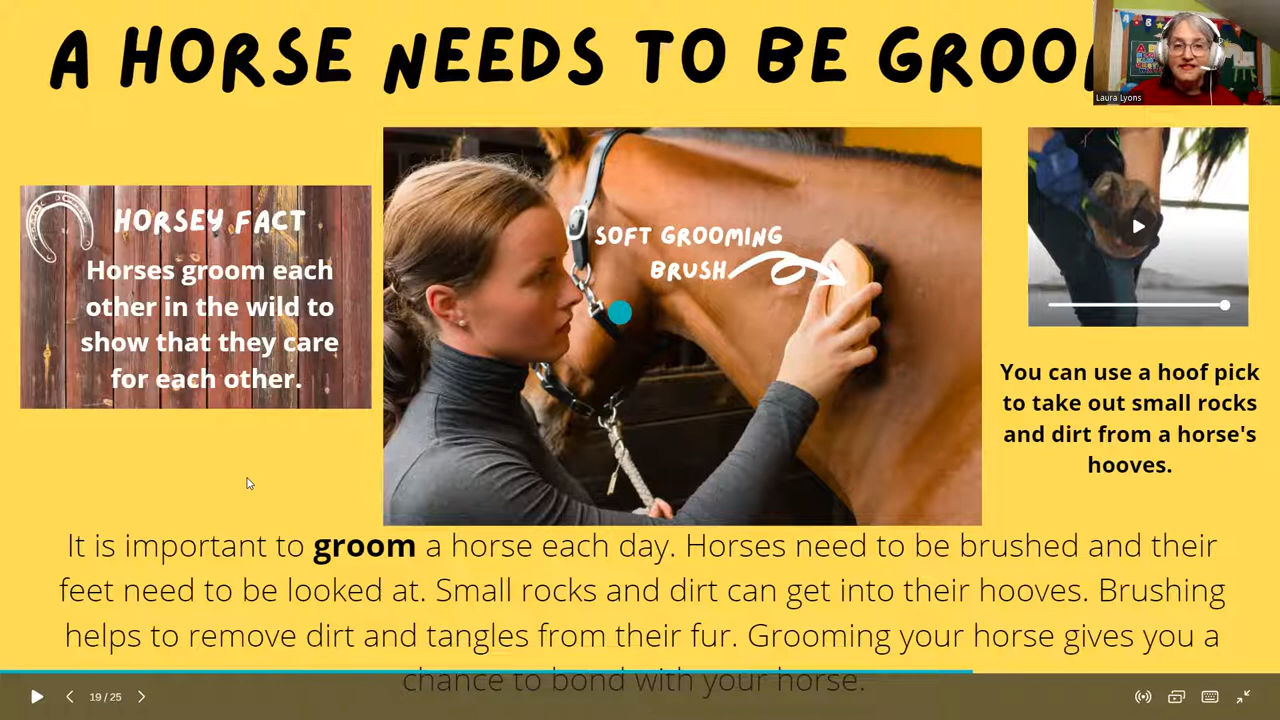 A HORSE NEEDS TO BE GROO
Laura Lyons
HORSEY FACT
Horses groom each
other in the wild to
show that they care
for each other.
SOFT GROOMING
BRUSH
You can use a hoof pick
to take out small rocks
and dirt from a horse's
hooves.
It is important to groom a horse each day. Horses need to be brushed and their
feet need to be looked at. Small rocks and dirt can get into their hooves. Brushing
helps to remove dirt and tangles from their fur. Grooming your horse gives you a
chance to bond with your horse.
19 / 25